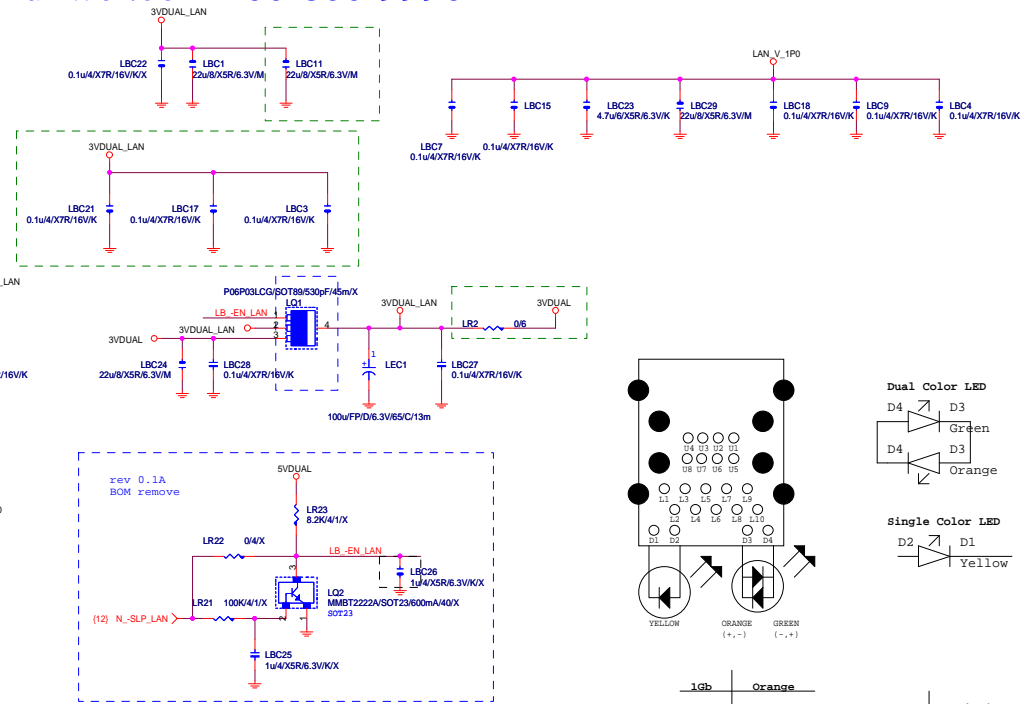 3VDUAL_LAN
LBC22
0.1u/4/X7R/16V/K/X
LBC1
22u/8/X5R/6.3V/M
LBC11
22u/8/X5R/6.3V/M
LAN_V_1P0
LBC7
0.1u/4/X7R/16V/K
LBC15
0.1u/4/X7R/16V/K
LBC23
4.7u/6/X5R/6.3V/K
LBC29
22u/8/X5R/6.3V/M
LBC18
0.1u/4/X7R/16V/K
LBC9
0.1u/4/X7R/16V/K
LBC4
0.1u/4/X7R/16V/K
3VDUAL_LAN
LBC21
0.1u/4/X7R/16V/K
LBC17
0.1u/4/X7R/16V/K
LBC3
0.1u/4/X7R/16V/K
_LAN
P06P03LCG/SOT89/530pF/45m/X
LQ1
LB_-EN_LAN
1
2
3
4
3VDUAL_LAN
3VDUAL
LBC24
22u/8/X5R/6.3V/M
LBC28
0.1u/4/X7R/16V/K
3VDUAL_LAN
1
+
LEC1
100u/FP/D/6.3V/65/C/13m
LBC27
0.1u/4/X7R/16V/K
LR2
0/6
3VDUAL
/16V/K
rev 0.1A
BOM remove
5VDUAL
LR23
8.2K/4/1/X
LR22
0/4/X
LB_-EN_LAN
LBC26
1u/4/X5R/6.3V/K/X
3
LQ2
MMBT2222A/SOT23/600mA/40/X
SOT23
2
1
LR21
100K/4/1/X
{12} N_-SLP_LAN
LBC25
1u/4/X5R/6.3V/K/X
U4 U3 U2 U1
U8 U7 U6 U5
L1 L3 L5 L7 L9
L2 L4 L6 L8 L10
D1 D2 D3 D4
YELLOW
ORANGE
(+,-)
GREEN
(-,+)
Dual Color LED
D4 D3
Green
D4 D3
Orange
Single Color LED
D2 D1
Yellow
1Gb Orange